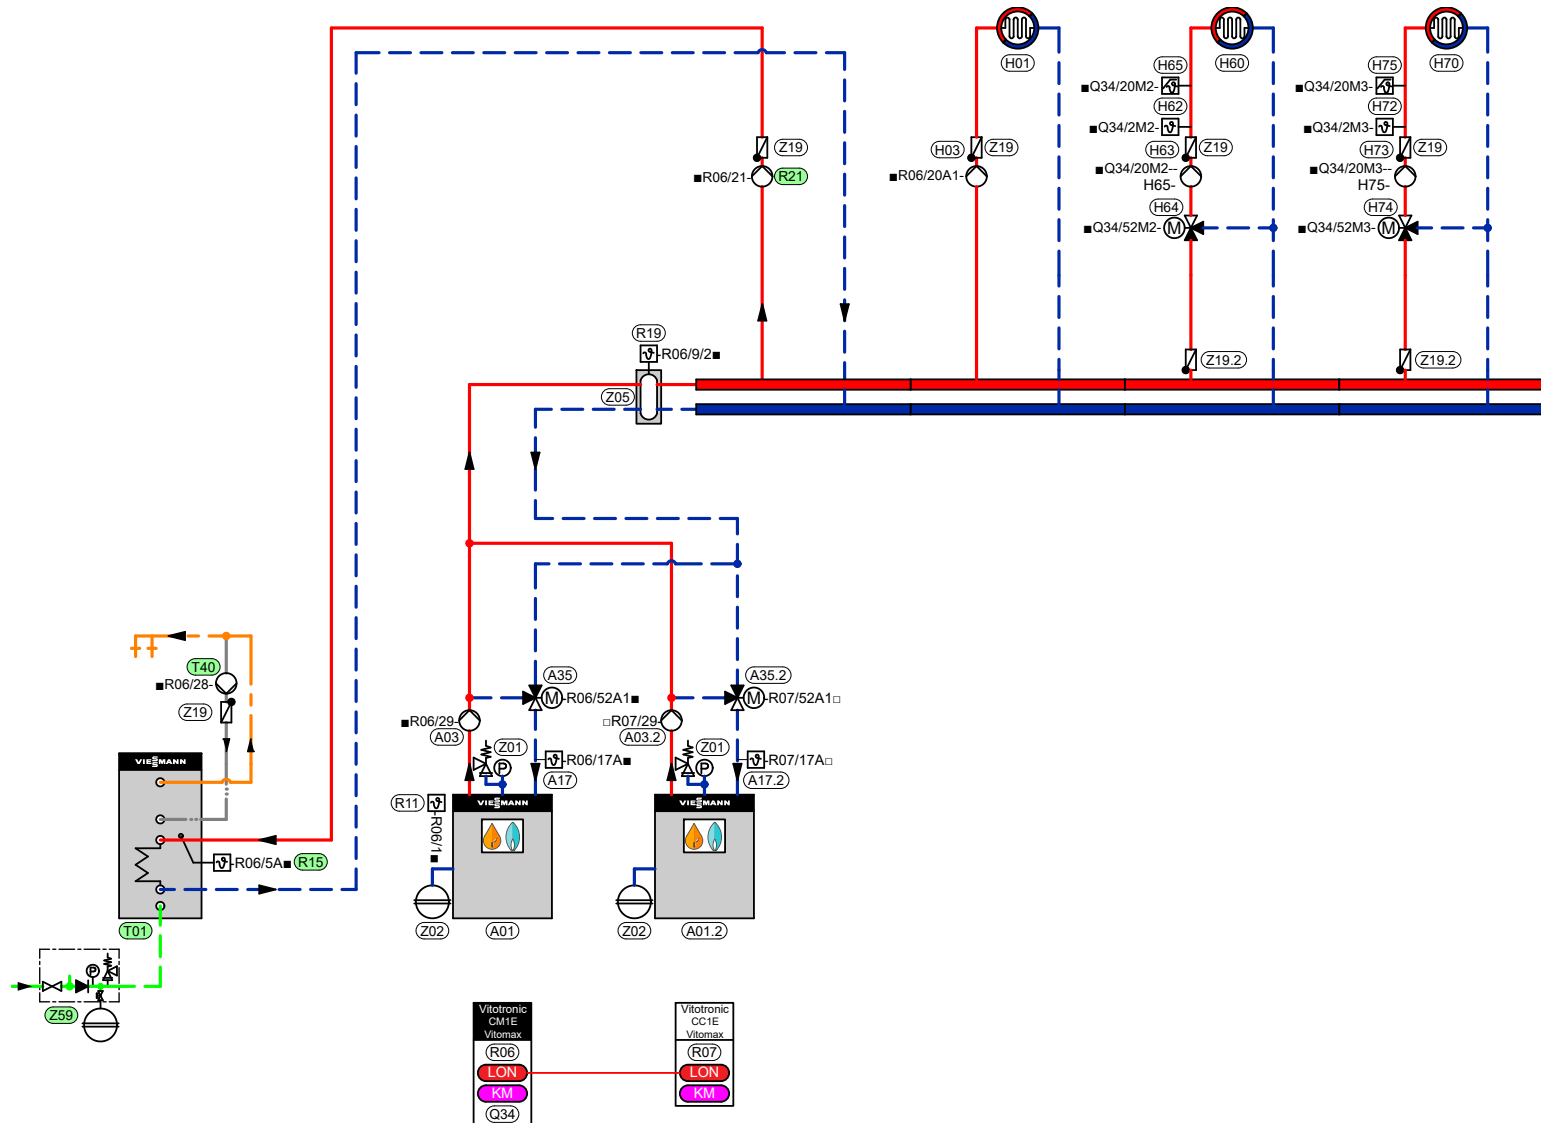 H01
H60
H70
H65
■Q34/20M2-
H62
■Q34/2M2-
H75
■Q34/20M3-
H72
■Q34/2M3-
Z19
■R06/21-
R21
H03
Z19
■R06/20A1-
H63
Z19
■Q34/20M2--
H65-
H64
■Q34/52M2-
M
H73
Z19
■Q34/20M3--
H75-
H74
■Q34/52M3-
M
R19
-R06/9/2■
Z05
Z19.2
Z19.2
T40
■R06/28-
Z19
A35
M
-R06/52A1■
A35.2
M
-R07/52A1□
■R06/29-
A03
□R07/29-
A03.2
Z01
P
-R06/17A■
A17
Z01
P
-R07/17A□
A17.2
VIESMANN
VIESMANN
VIESMANN
R11
-R06/1■
-R06/5A■
R15
T01
Z02
A01
Z02
A01.2
P
Z59
Vitotronic
CM1E
Vitomax
R06
LON
KM
Q34
Vitotronic
CC1E
Vitomax
R07
LON
KM